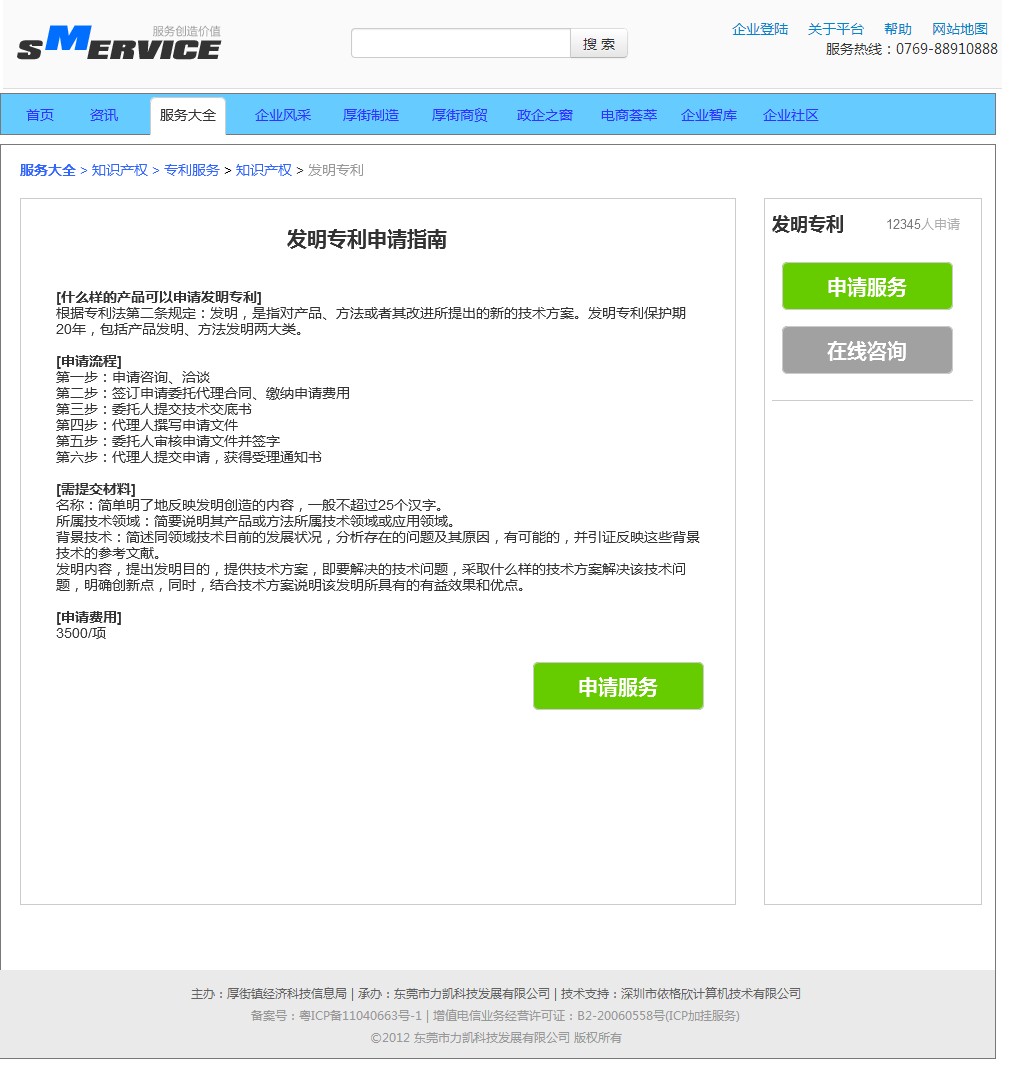 服务创造价值
SMERVICE
搜 索
企业登陆 关于平台 帮助 网站地图
服务热线：0769-88910888
首页 资讯 服务大全 企业风采 厚街制造 厚街商贸 政企之窗 电商荟萃 企业智库 企业社区
服务大全 > 知识产权 > 专利服务 > 知识产权 > 发明专利
发明专利申请指南
[什么样的产品可以申请发明专利]
根据专利法第二条规定：发明，是指对产品、方法或者其改进所提出的新的技术方案。发明专利保护期
20年，包括产品发明、方法发明两大类。
[申请流程]
第一步：申请咨询、洽谈
第二步：签订申请委托代理合同、缴纳申请费用
第三步：委托人提交技术交底书
第四步：代理人撰写申请文件
第五步：委托人审核申请文件并签字
第六步：代理人提交申请，获得受理通知书
[需提交材料]
名称：简单明了地反映发明创造的内容，一般不超过25个汉字。
所属技术领域：简要说明其产品或方法所属技术领域或应用领域。
背景技术：简述同领域技术目前的发展状况，分析存在的问题及其原因，有可能的，并引证反映这些背景
技术的参考文献。
发明内容，提出发明目的，提供技术方案，即要解决的技术问题，采取什么样的技术方案解决该技术问
题，明确创新点，同时，结合技术方案说明该发明所具有的有益效果和优点。
[申请费用]
3500/项
申请服务
发明专利 12345人申请
申请服务
在线咨询
主办：厚街镇经济科技信息局 | 承办：东莞市力凯科技发展有限公司 | 技术支持：深圳市依格欣计算机技术有限公司
备案号：粤ICP备11040663号-1 | 增值电信业务经营许可证：B2-20060558号(ICP加挂服务)
©2012 东莞市力凯科技发展有限公司 版权所有